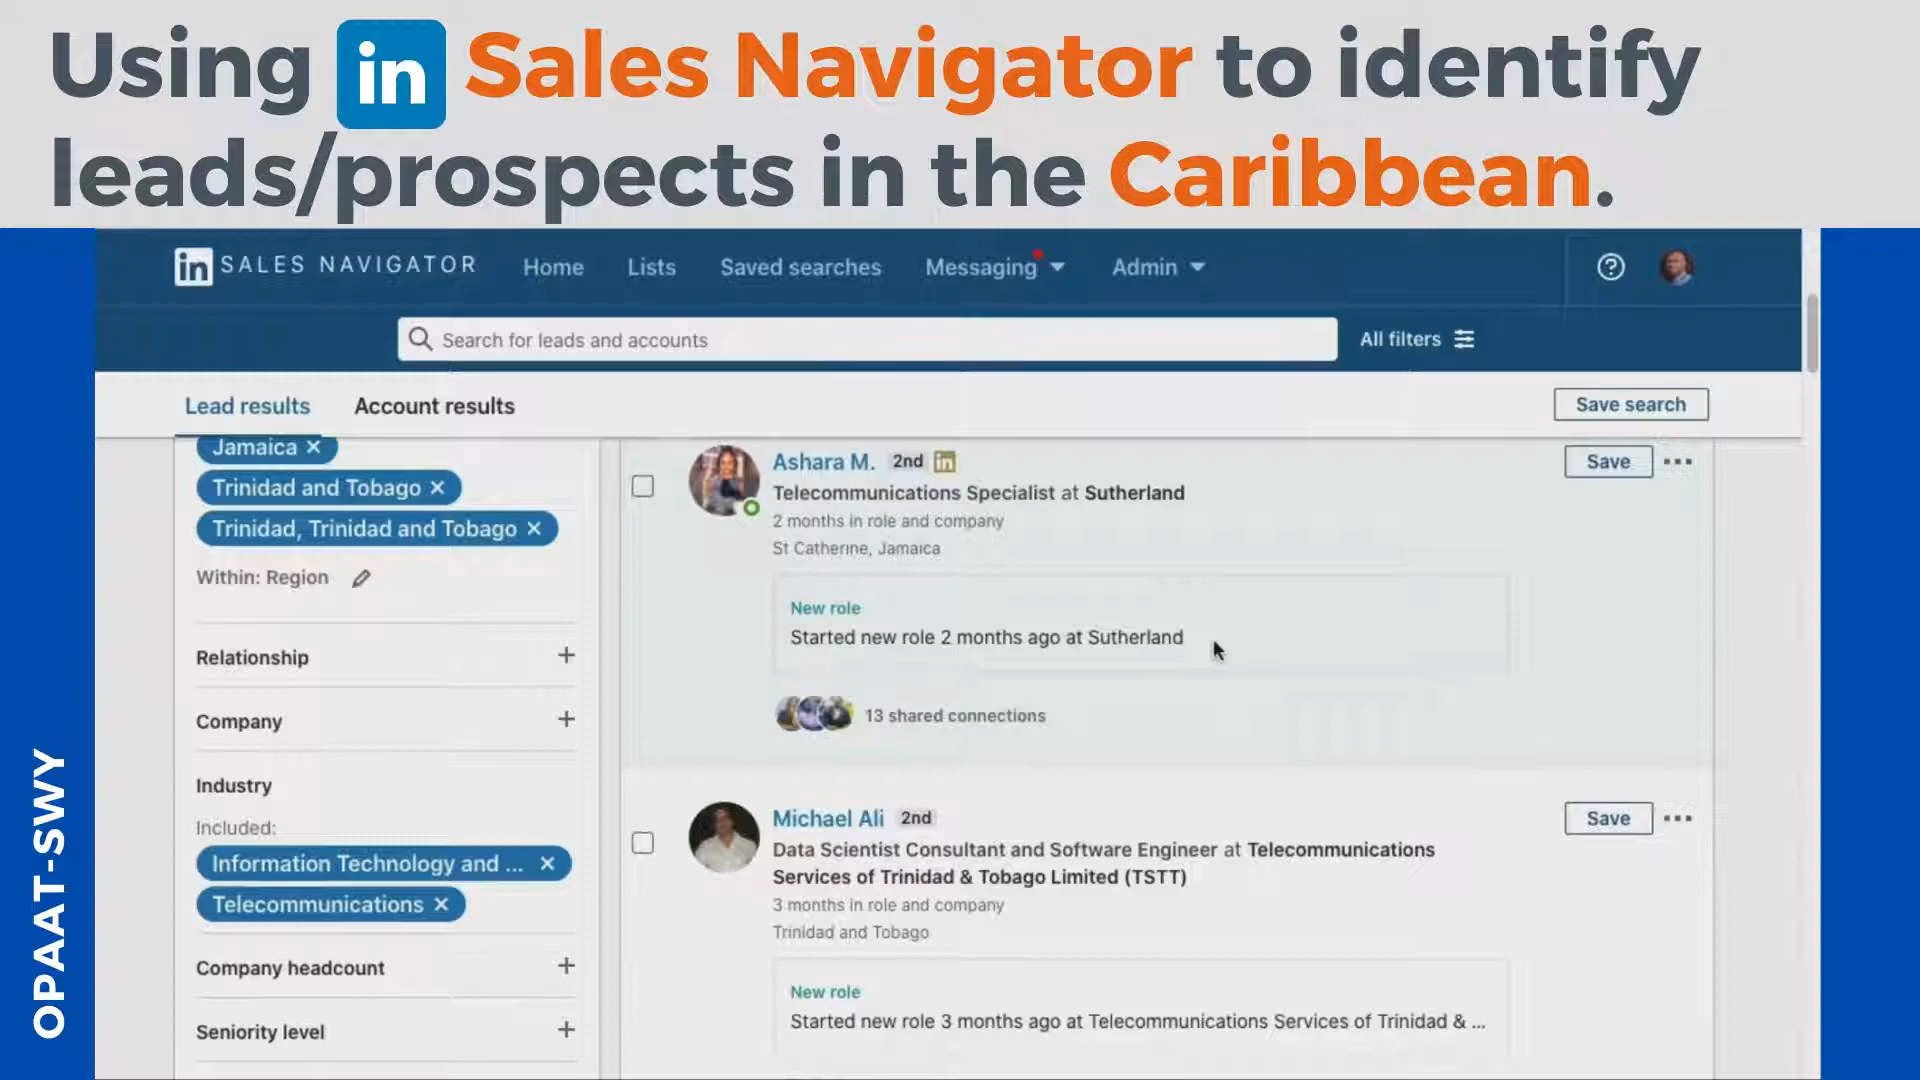 Using in Sales Navigator to identify
leads/prospects in the Caribbean.
in SALES NAVIGATOR
Home
Lists
Saved searches
Messaging
Admin
Search for leads and accounts
All filters
Lead results
Account results
Save search
Jamaica ×
Trinidad and Tobago ×
Trinidad, Trinidad and Tobago ×
Within: Region
Relationship +
Company +
Industry
Included:
Information Technology and ... ×
Telecommunications ×
Company headcount +
Seniority level +
Ashara M. 2nd in
Save
Telecommunications Specialist at Sutherland
2 months in role and company
St Catherine, Jamaica
New role
Started new role 2 months ago at Sutherland
13 shared connections
Michael Ali 2nd
Save
Data Scientist Consultant and Software Engineer at Telecommunications
Services of Trinidad & Tobago Limited (TSTT)
3 months in role and company
Trinidad and Tobago
New role
Started new role 3 months ago at Telecommunications Services of Trinidad & ...
OPAAT-SWY